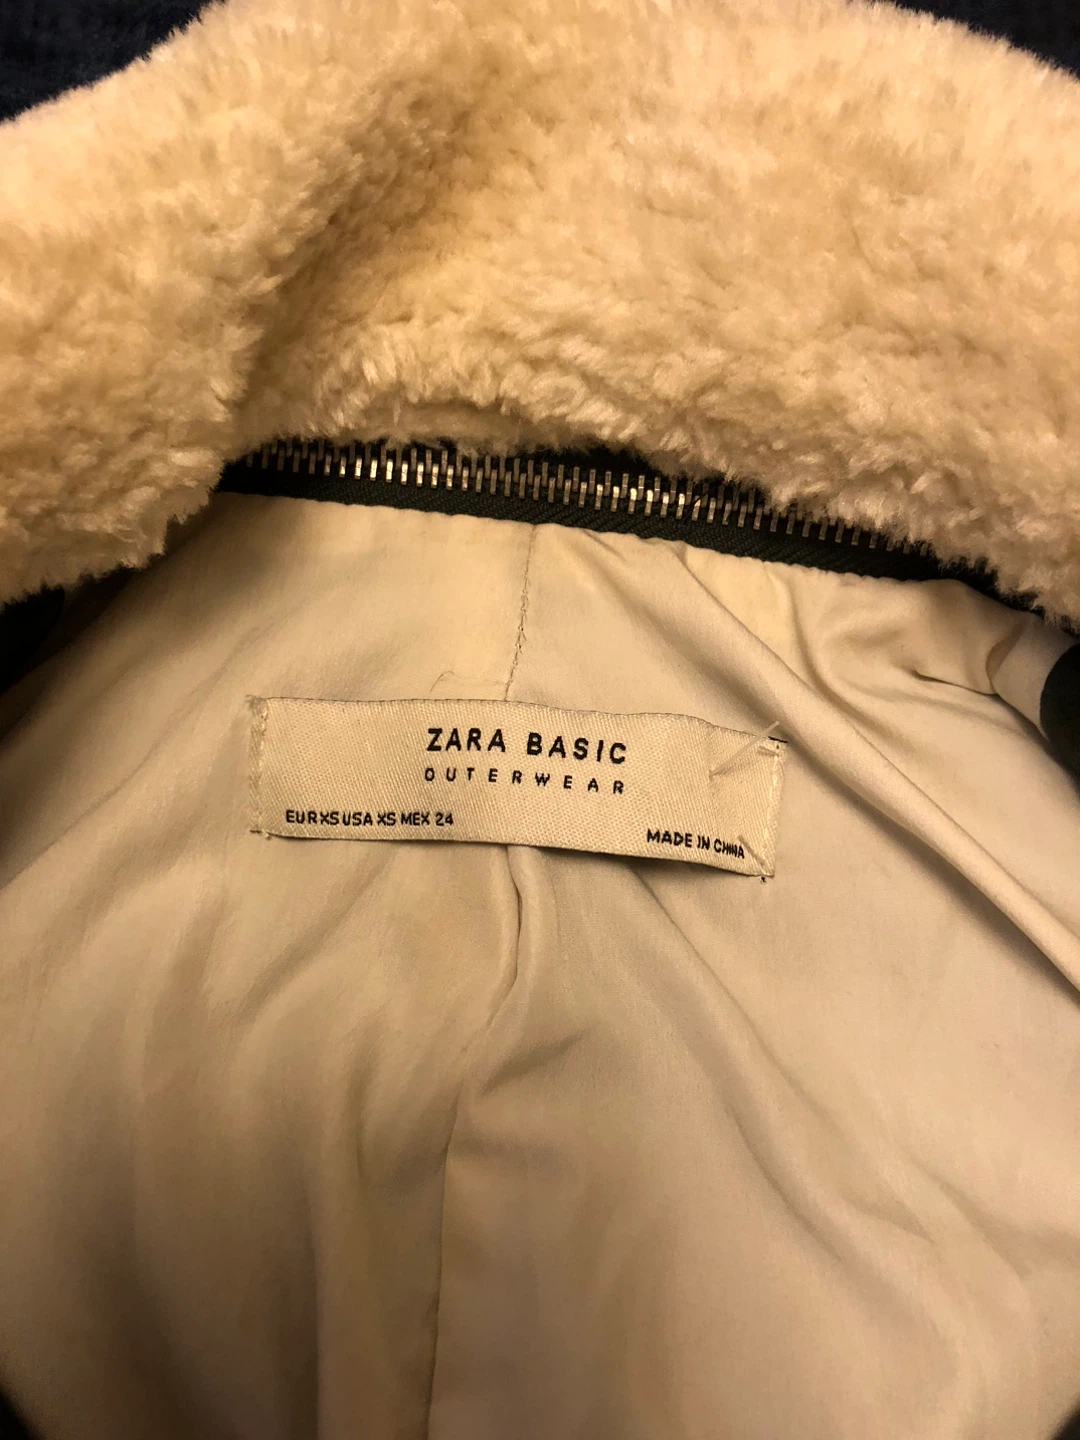 ZARA BASIC
OUTERWEAR
EUR XS USA XS MEX 24
MADE IN CHINA